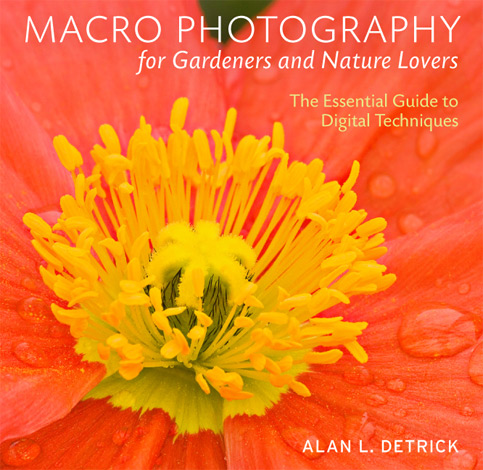 MACRO PHOTOGRAPHY
for Gardeners and Nature Lovers
The Essential Guide to
Digital Techniques
ALAN L. DETRICK